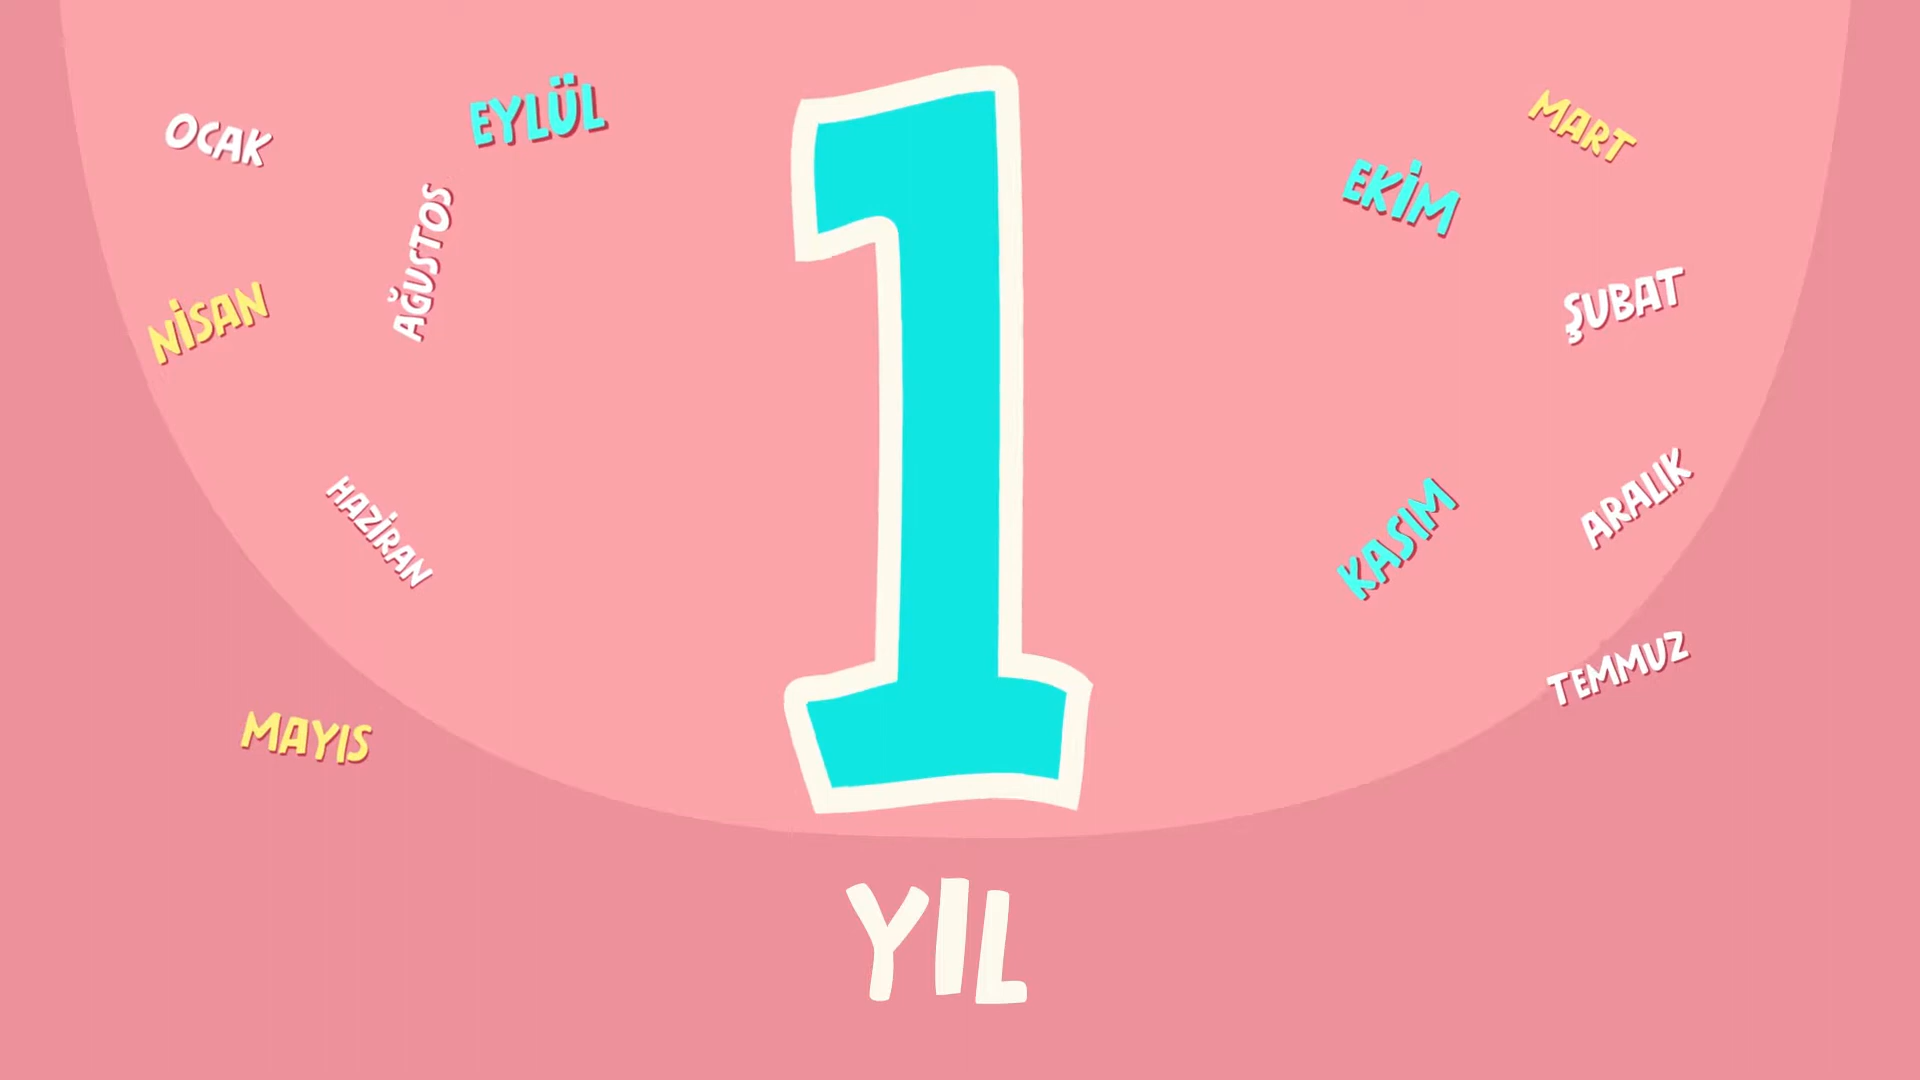 OCAK
EYLÜL
MART
EKİM
AĞUSTOS
NİSAN
ŞUBAT
1
HAZİRAN
KASIM
ARALIK
TEMMUZ
MAYIS
YIL